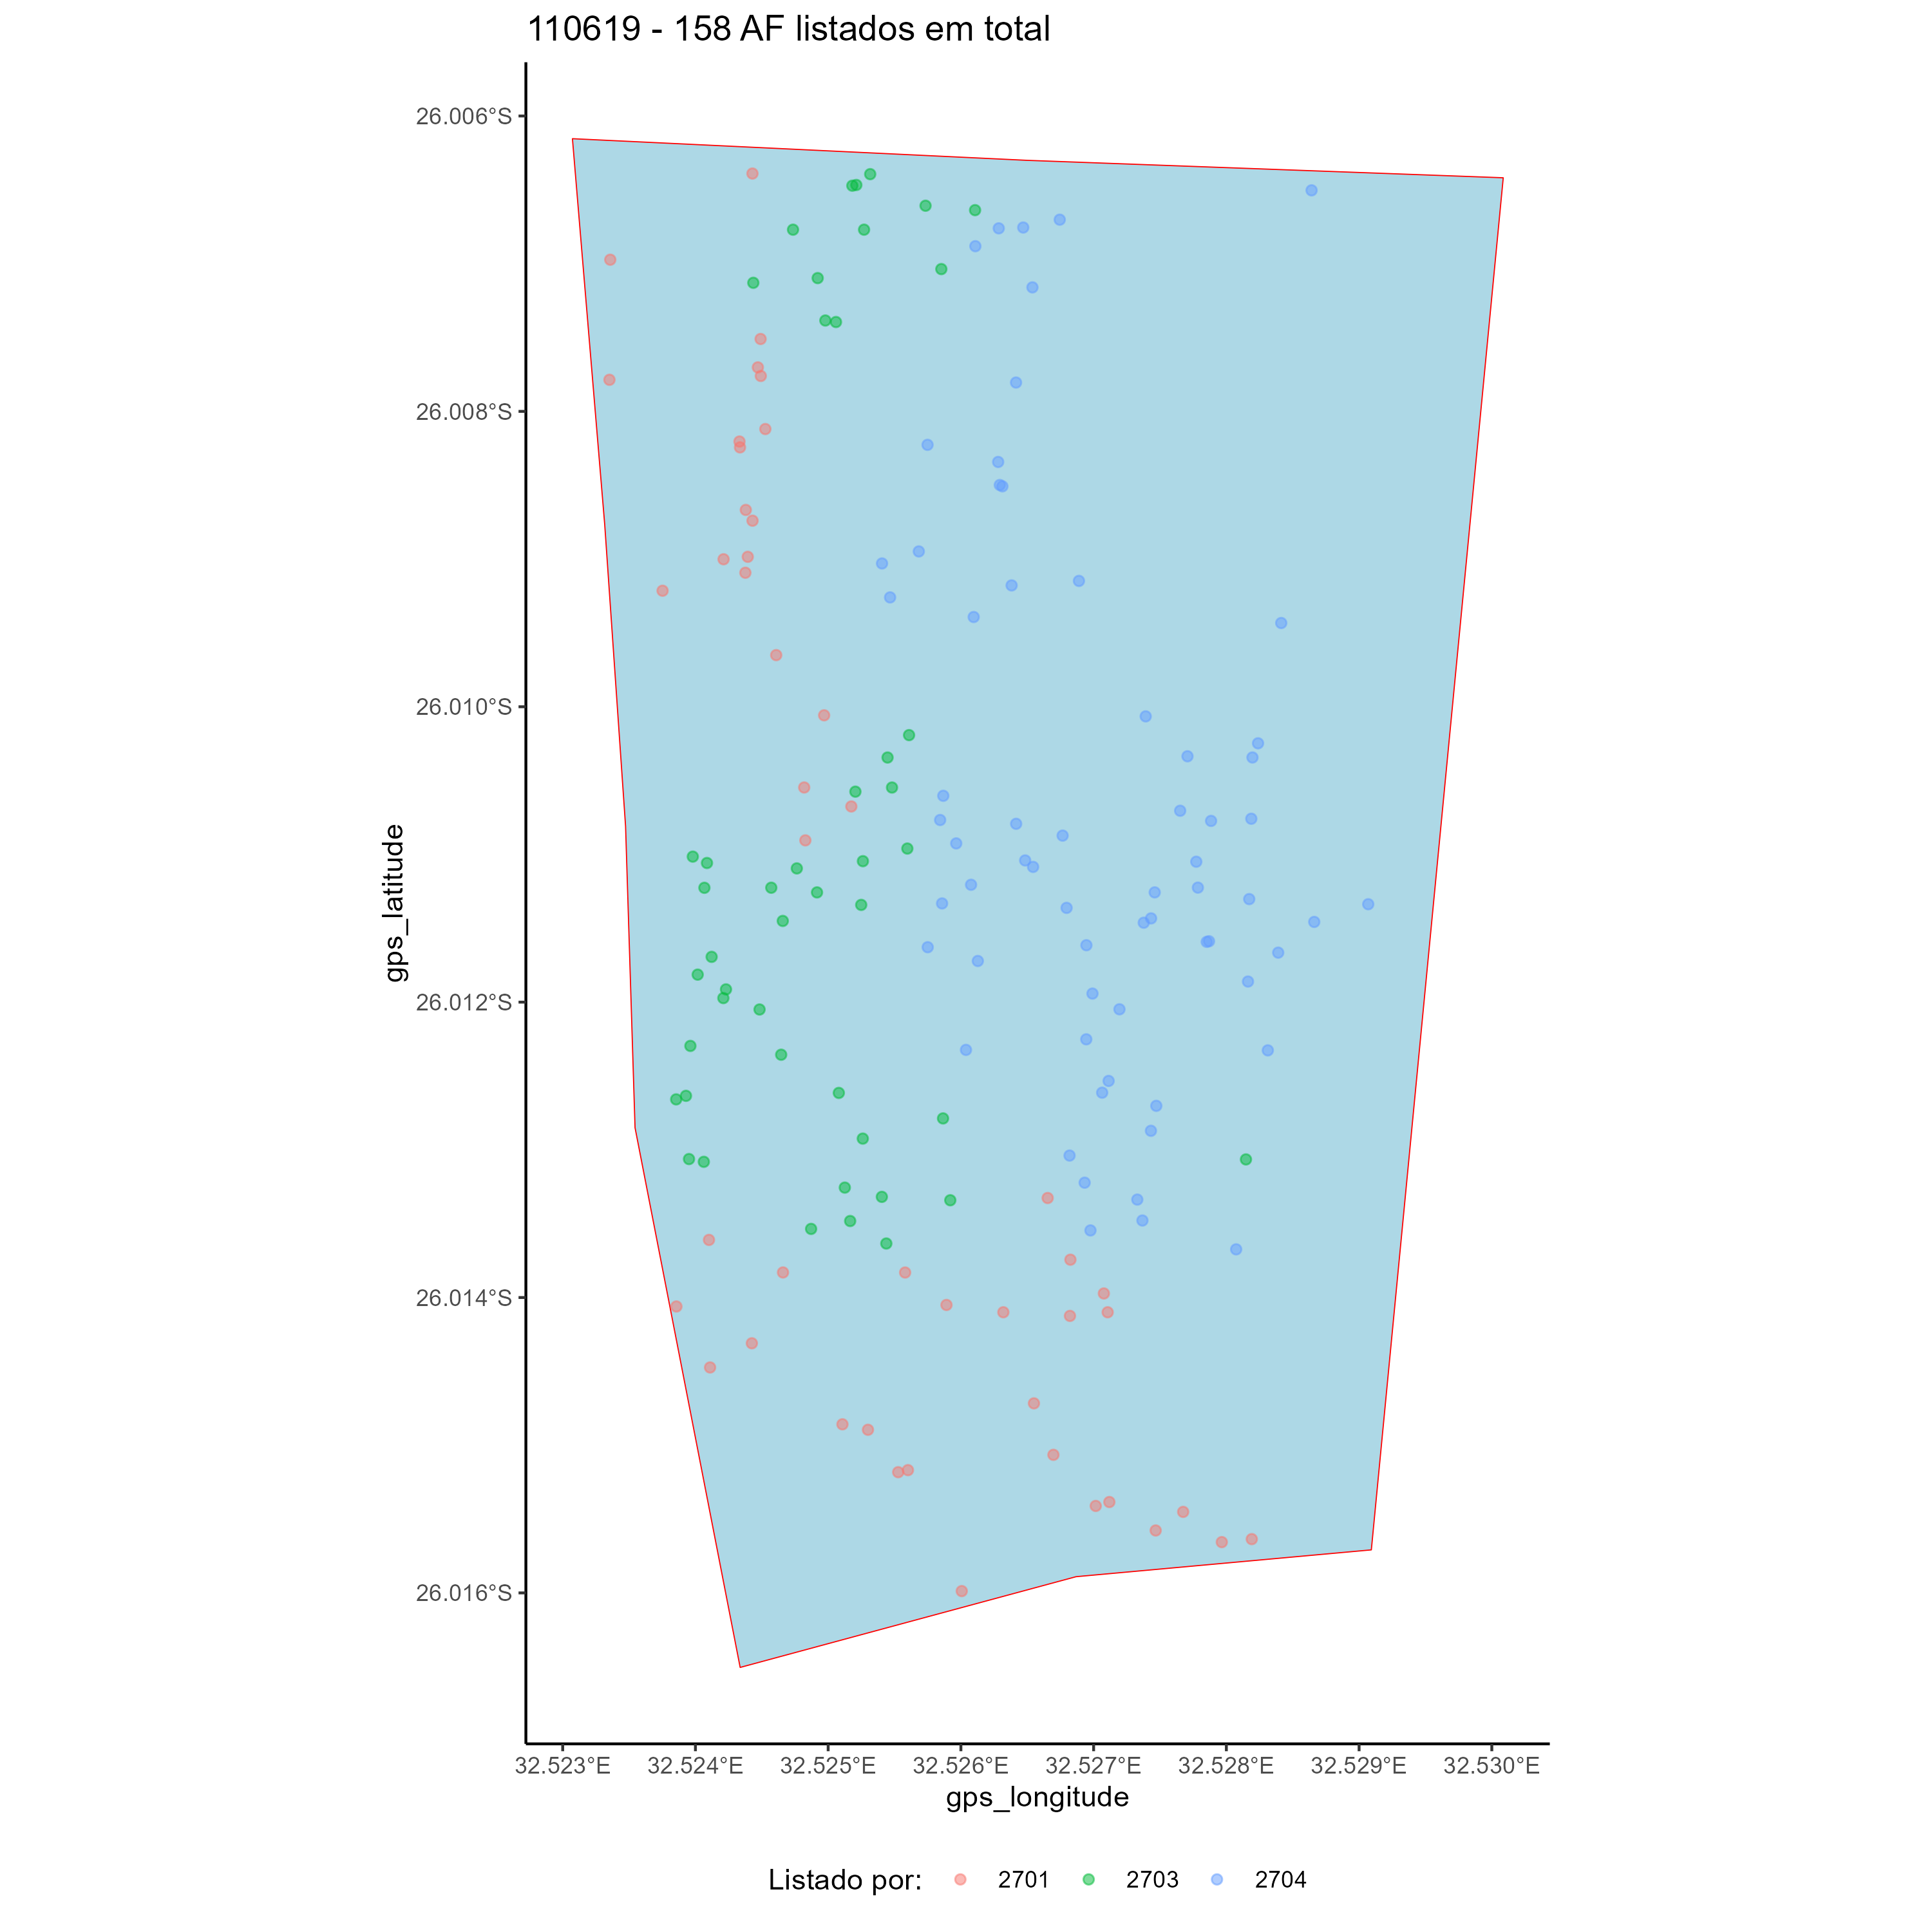 110619 - 158 AF listados em total
26.006°S
26.008°S
26.010°S
26.012°S
26.014°S
26.016°S
gps_latitude
32.523°E 32.524°E 32.525°E 32.526°E 32.527°E 32.528°E 32.529°E 32.530°E
gps_longitude
Listado por: 2701 2703 2704